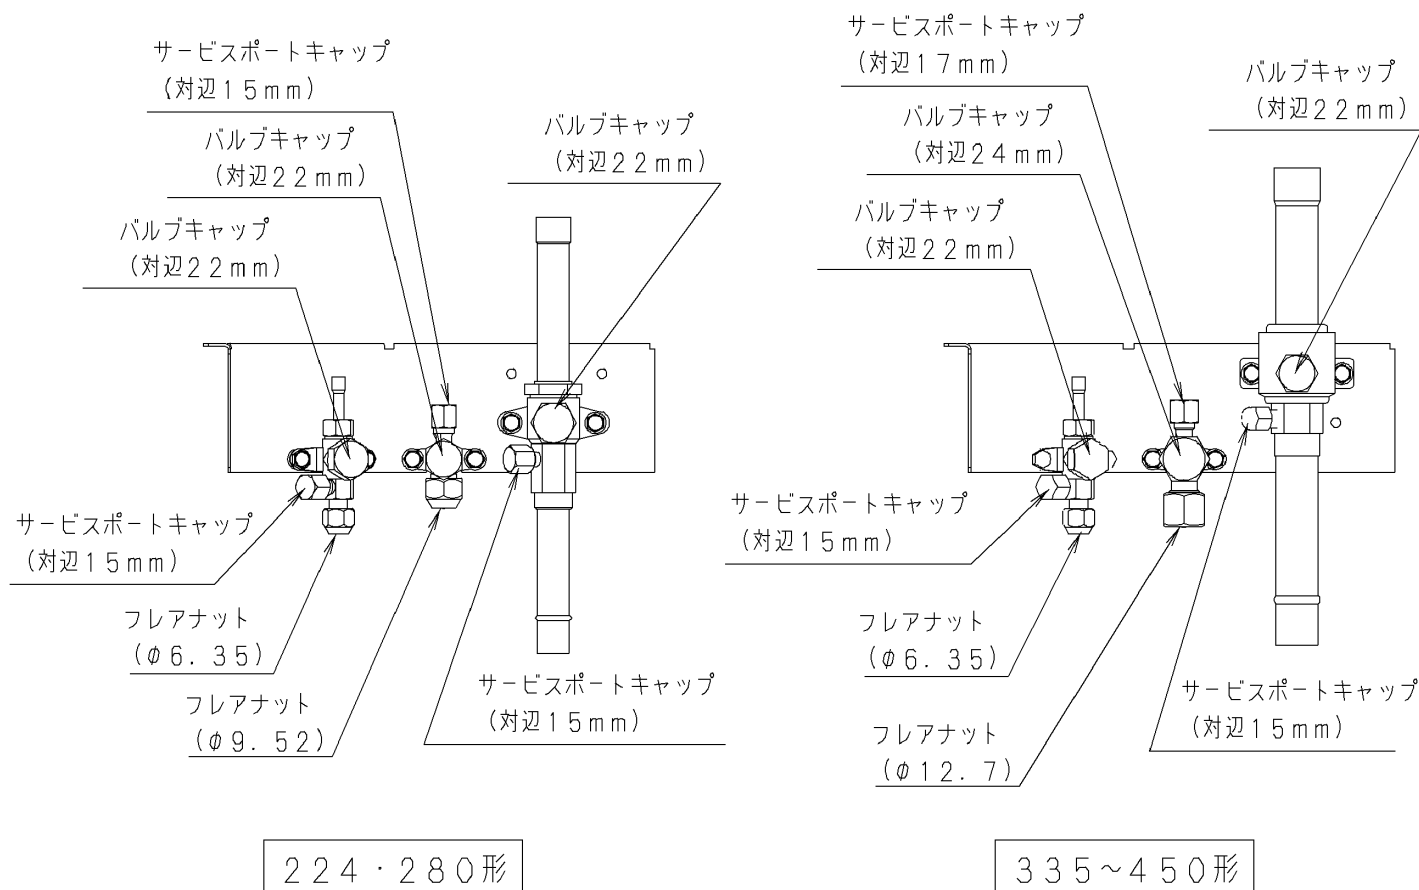 サービスポートキャップ
(対辺15mm)
バルブキャップ
(対辺22mm)
バルブキャップ
(対辺22mm)
バルブキャップ
(対辺22mm)
サービスポートキャップ
(対辺15mm)
フレアナット
(φ6.35)
フレアナット
(φ9.52)
サービスポートキャップ
(対辺15mm)
224・280形
サービスポートキャップ
(対辺17mm)
バルブキャップ
(対辺22mm)
バルブキャップ
(対辺24mm)
バルブキャップ
(対辺22mm)
サービスポートキャップ
(対辺15mm)
フレアナット
(φ6.35)
サービスポートキャップ
(対辺15mm)
フレアナット
(φ12.7)
335~450形